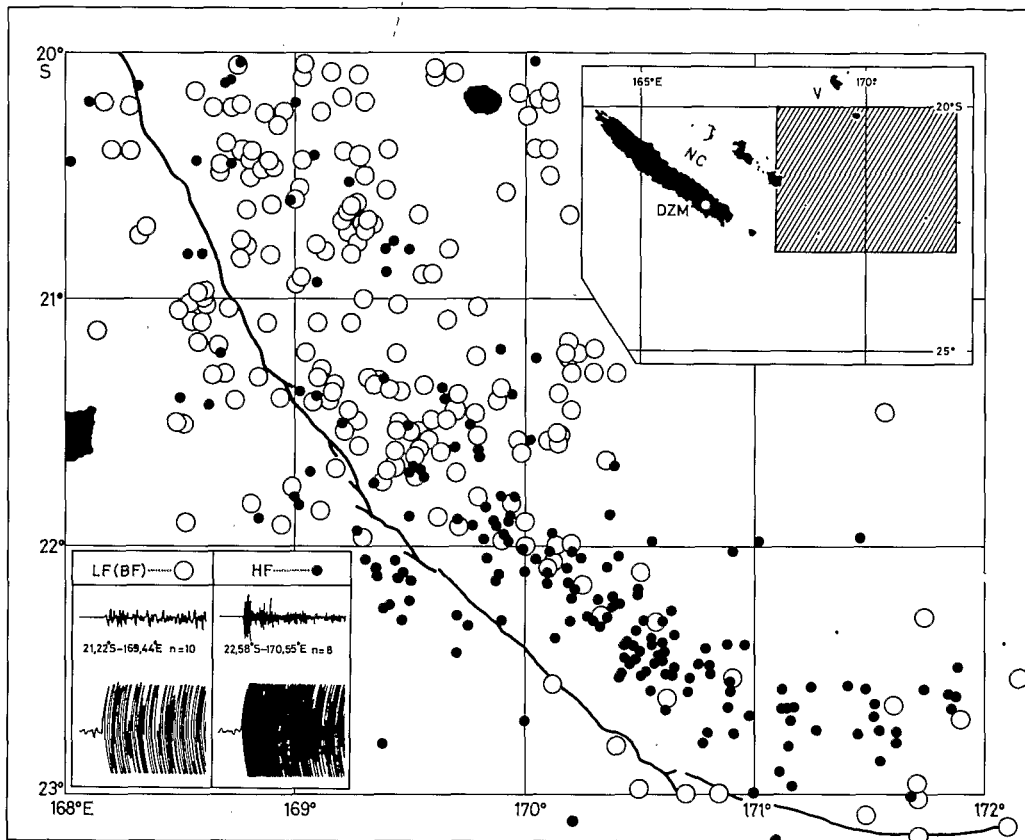 20°
S
21°
22°
23°
168°E
169°
170°
171°
172°
165°E
170°
V
20°S
NC
DZM
25°
LF(BF)
HF
21,22°S-169,44°E n=10
22,58°S-170,55°E n=8